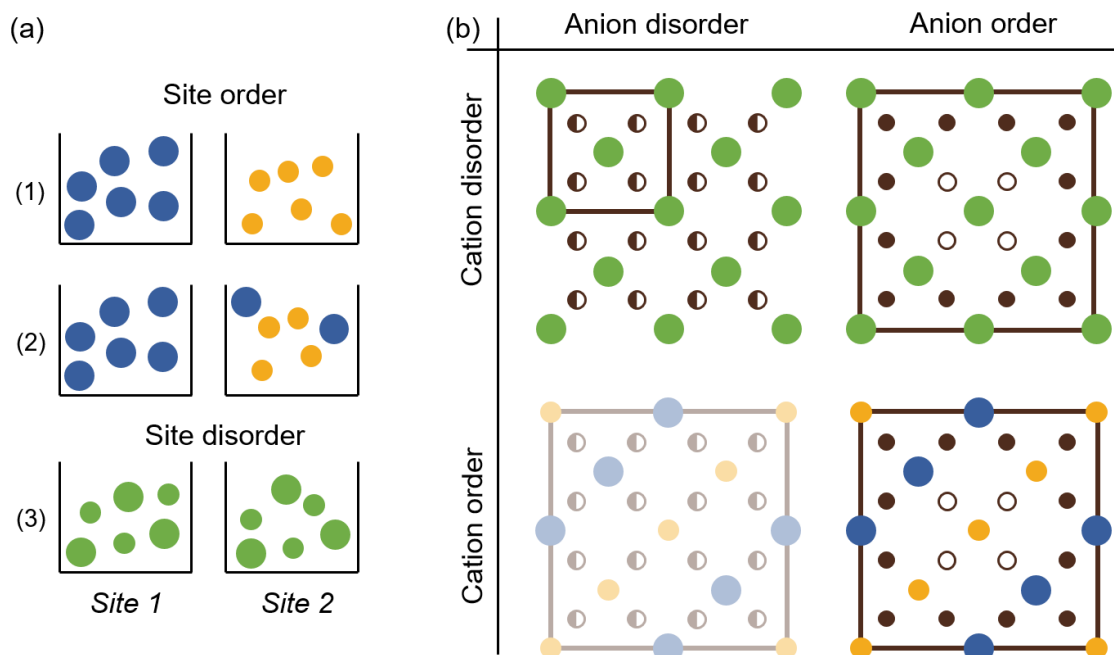 (a)
Site order
(1)
(2)
Site disorder
(3)
Site 1
Site 2
(b)
Anion disorder
Anion order
Cation disorder
Cation order